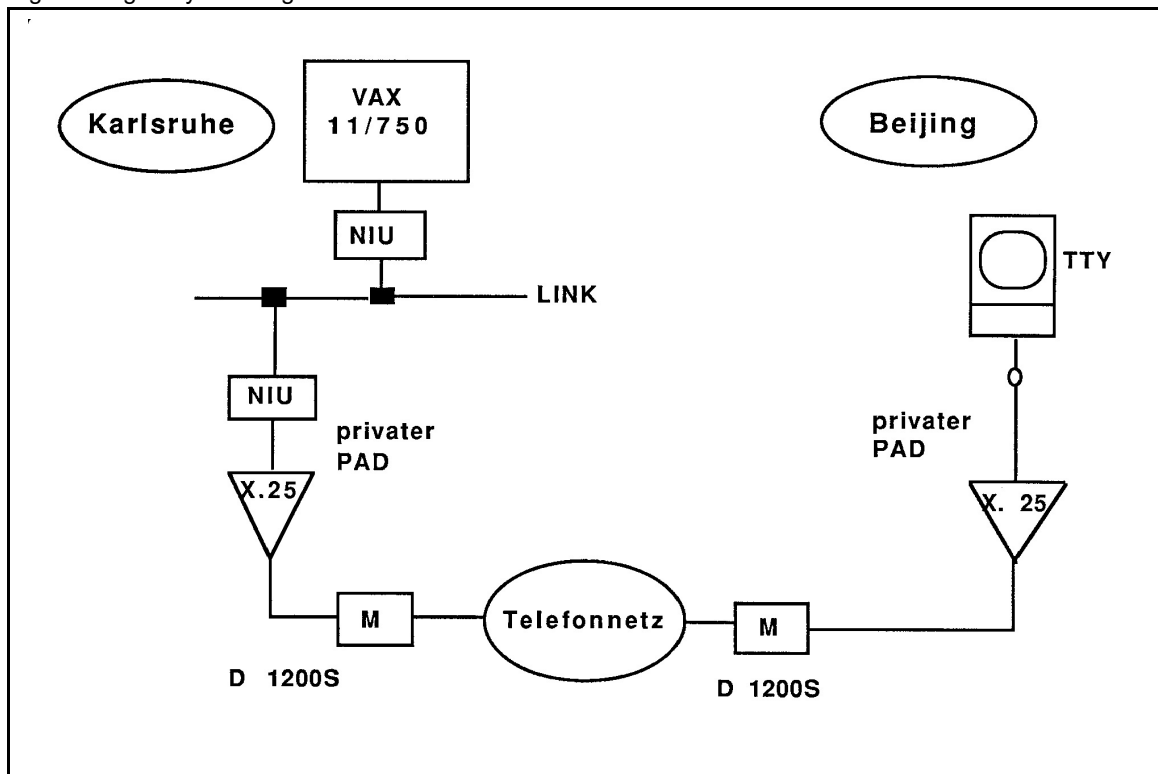 Karlsruhe
VAX
11/750
Beijing
NIU
TTY
LINK
NIU
privater
PAD
privater
PAD
X.25
X. 25
M
Telefonnetz
M
D 1200S
D 1200S